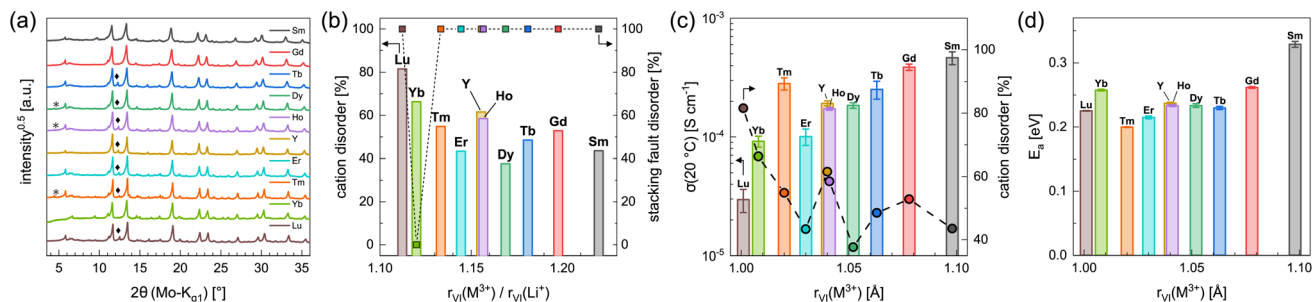 (a)
intensity^0.5 [a.u.]
Sm
Gd
Tb
♦
Dy
♦
*
Ho
♦
*
Y
♦
Er
♦
Tm
♦
*
Yb
Lu
♦
5 10 15 20 25 30 35
2θ (Mo-Kα1) [°]
(b)
cation disorder [%]
100
80
60
40
20
0
Lu
Yb
Tm
Er
Y
Ho
Dy
Tb
Gd
Sm
100
80
60
40
20
0
stacking fault disorder [%]
1.10 1.15 1.20
r_VI(M³⁺) / r_VI(Li⁺)
(c)
σ(20 °C) [S cm⁻¹]
10⁻³
10⁻⁴
10⁻⁵
Lu
Yb
Tm
Er
Y
Ho
Dy
Tb
Gd
Sm
100
90
80
70
60
50
40
cation disorder [%]
1.00 1.05 1.10
r_VI(M³⁺) [Å]
(d)
E_a [eV]
0.3
0.2
0.1
0.0
Lu
Yb
Tm
Er
Y
Ho
Dy
Tb
Gd
Sm
1.00 1.05 1.10
r_VI(M³⁺) [Å]